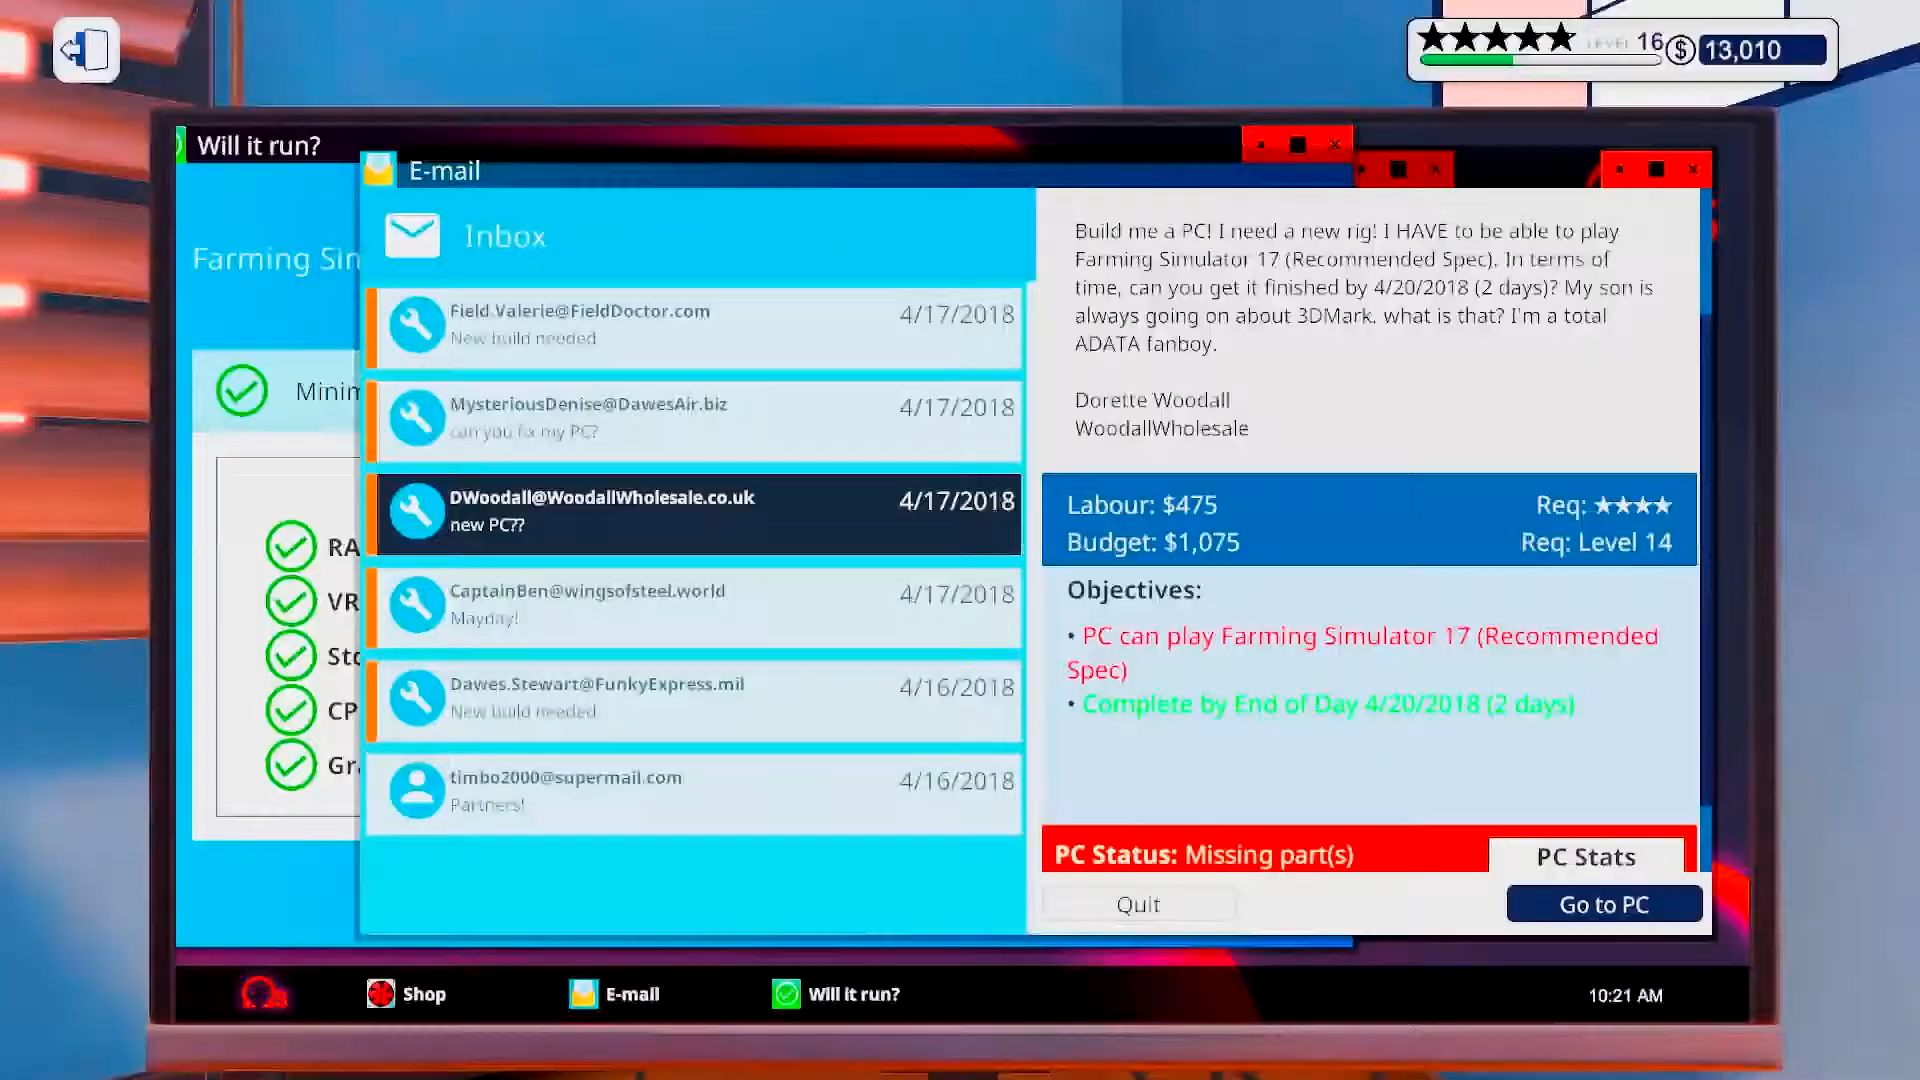 LEVEL 16
$ 13,010
Will it run?
E-mail
Inbox
Farming Sin
Minin
RA
VR
Sto
CP
Gra
Field.Valerie@FieldDoctor.com
4/17/2018
New build needed
MysteriousDenise@DawesAir.biz
4/17/2018
can you fix my PC?
DWoodall@WoodallWholesale.co.uk
4/17/2018
new PC??
CaptainBen@wingsofsteel.world
4/17/2018
Mayday!
Dawes.Stewart@FunkyExpress.mil
4/16/2018
New build needed
timbo2000@supermail.com
4/16/2018
Partners!
Build me a PC! I need a new rig! I HAVE to be able to play
Farming Simulator 17 (Recommended Spec). In terms of
time, can you get it finished by 4/20/2018 (2 days)? My son is
always going on about 3DMark. what is that? I'm a total
ADATA fanboy.
Dorette Woodall
WoodallWholesale
Labour: $475
Req: ★★★★
Budget: $1,075
Req: Level 14
Objectives:
• PC can play Farming Simulator 17 (Recommended
Spec)
• Complete by End of Day 4/20/2018 (2 days)
PC Status: Missing part(s)
PC Stats
Quit
Go to PC
Shop
E-mail
Will it run?
10:21 AM